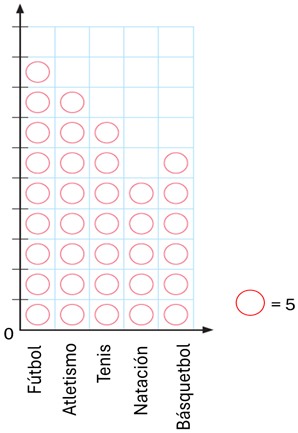 0
= 5
Fútbol
Atletismo
Tenis
Natación
Básquetbol